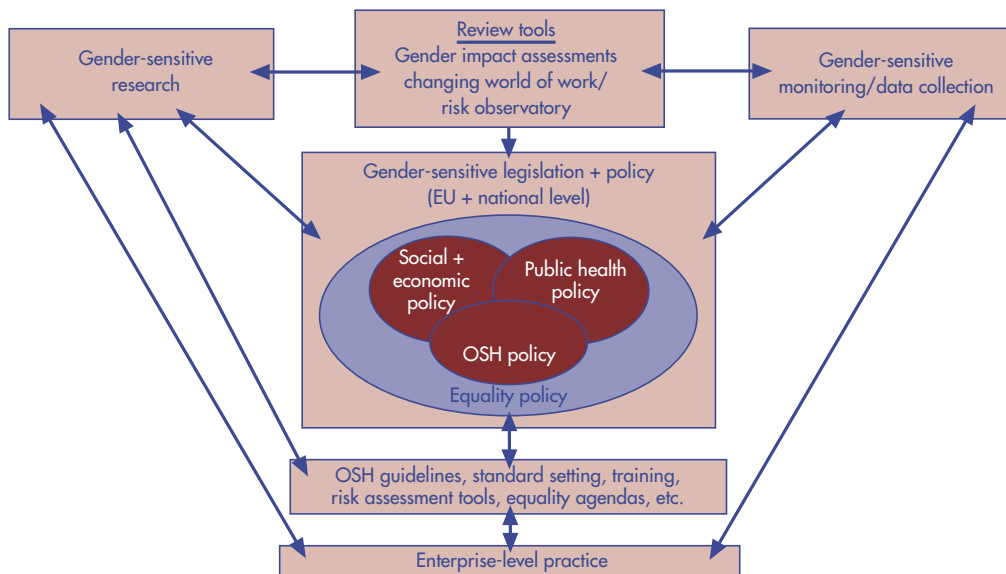 Gender-sensitive
research
Review tools
Gender impact assessments
changing world of work/
risk observatory
Gender-sensitive
monitoring/data collection
Gender-sensitive legislation + policy
(EU + national level)
Social +
economic
policy
Public health
policy
OSH policy
Equality policy
OSH guidelines, standard setting, training,
risk assessment tools, equality agendas, etc.
Enterprise-level practice